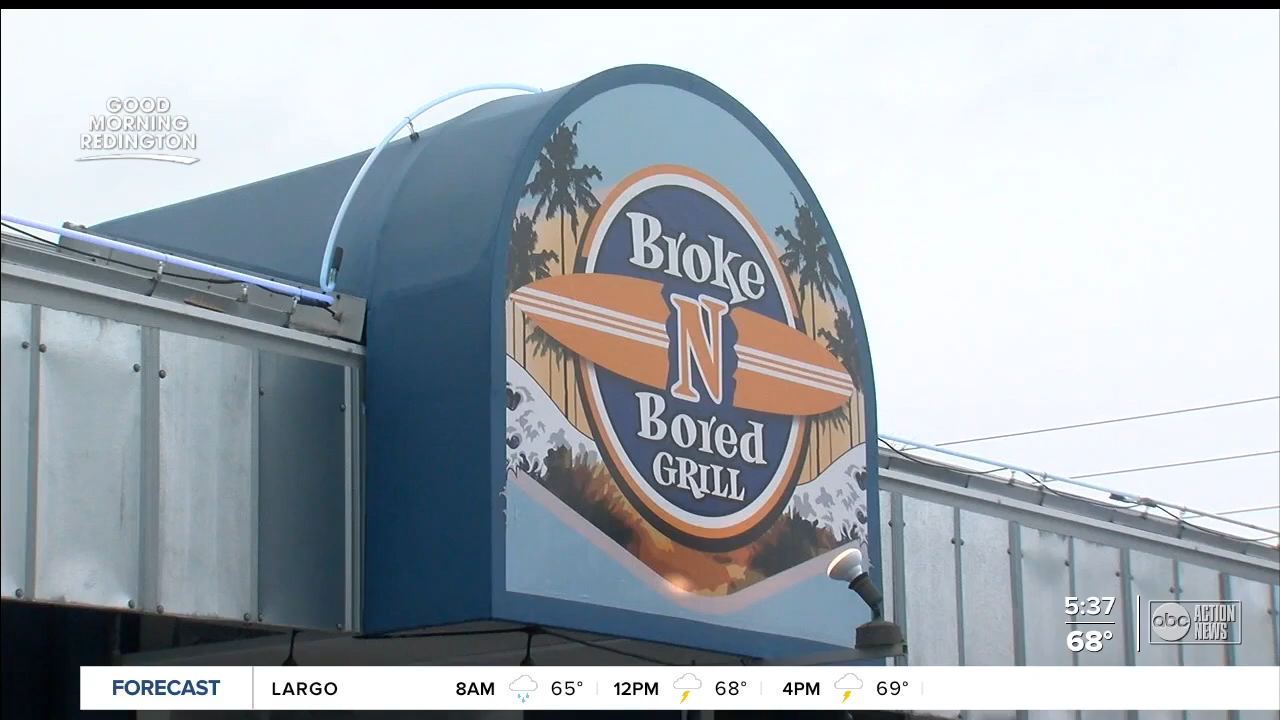 GOOD
MORNING
REDINGTON
Broke
N
Bored
GRILL
5:37
68°
abc ACTION
NEWS
FORECAST LARGO 8AM 65° 12PM 68° 4PM 69°